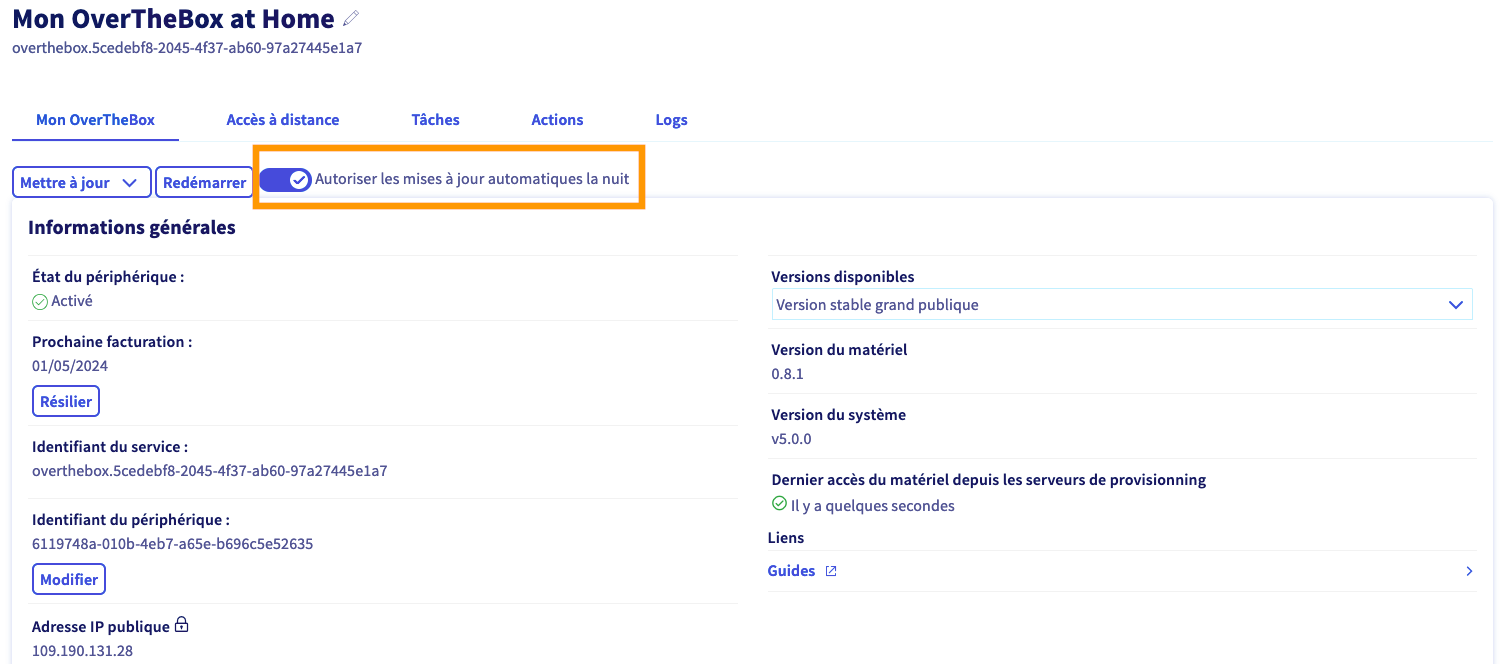 Mon OverTheBox at Home
overthebox.5cedebf8-2045-4f37-ab60-97a27445e1a7
Mon OverTheBox
Accès à distance
Tâches
Actions
Logs
Mettre à jour
Redémarrer
Autoriser les mises à jour automatiques la nuit
Informations générales
État du périphérique :
Activé
Prochaine facturation :
01/05/2024
Résilier
Identifiant du service :
overthebox.5cedebf8-2045-4f37-ab60-97a27445e1a7
Identifiant du périphérique :
6119748a-010b-4eb7-a65e-b696c5e52635
Modifier
Adresse IP publique
109.190.131.28
Versions disponibles
Version stable grand publique
Version du matériel
0.8.1
Version du système
v5.0.0
Dernier accès du matériel depuis les serveurs de provisionning
Il y a quelques secondes
Liens
Guides